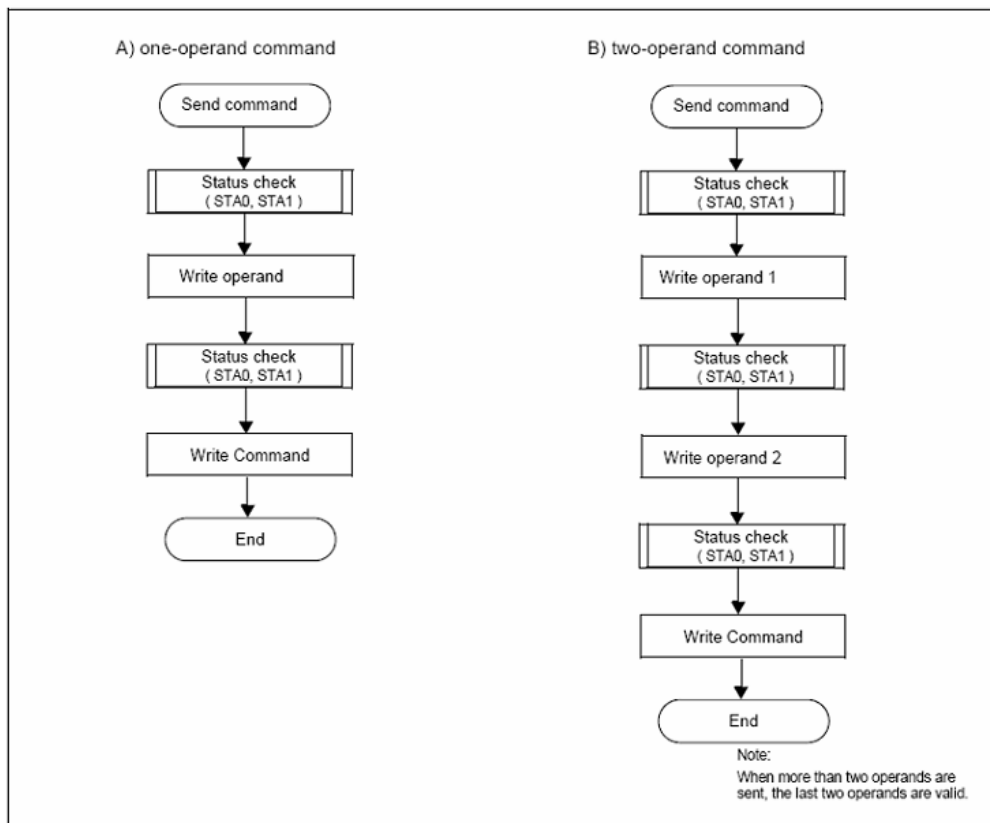 A) one-operand command
Send command
Status check
( STA0, STA1 )
Write operand
Status check
( STA0, STA1 )
Write Command
End
B) two-operand command
Send command
Status check
( STA0, STA1 )
Write operand 1
Status check
( STA0, STA1 )
Write operand 2
Status check
( STA0, STA1 )
Write Command
End
Note:
When more than two operands are
sent, the last two operands are valid.